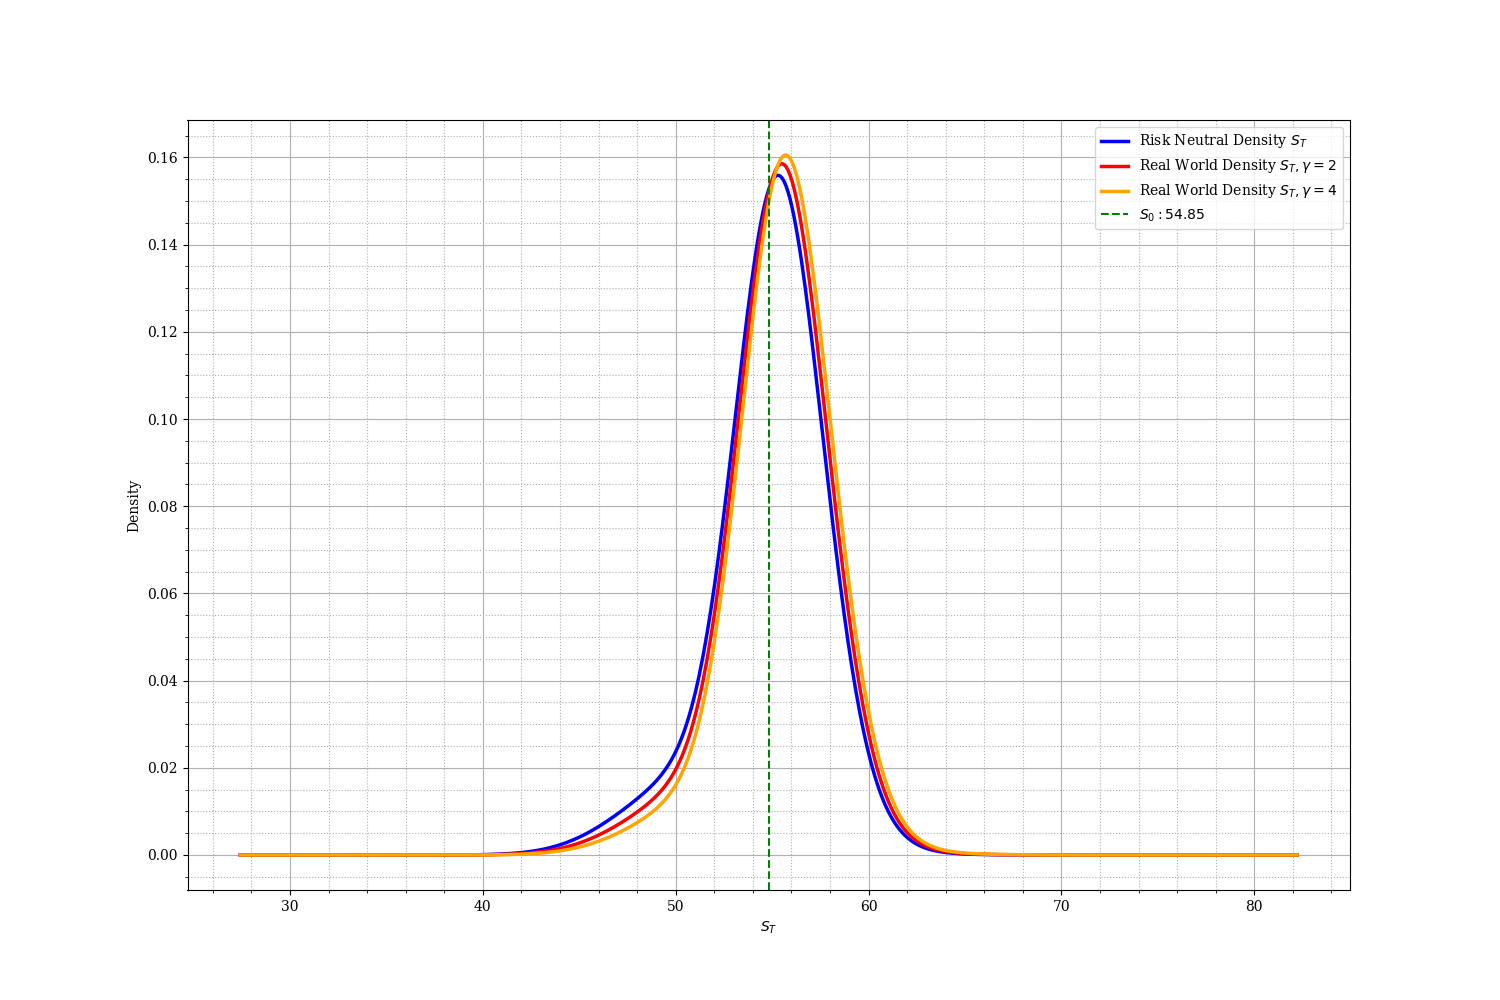 Risk Neutral Density S_T
Real World Density S_T, γ = 2
Real World Density S_T, γ = 4
S_0 : 54.85
0.16
0.14
0.12
0.10
0.08
0.06
0.04
0.02
0.00
Density
30 40 50 60 70 80
S_T